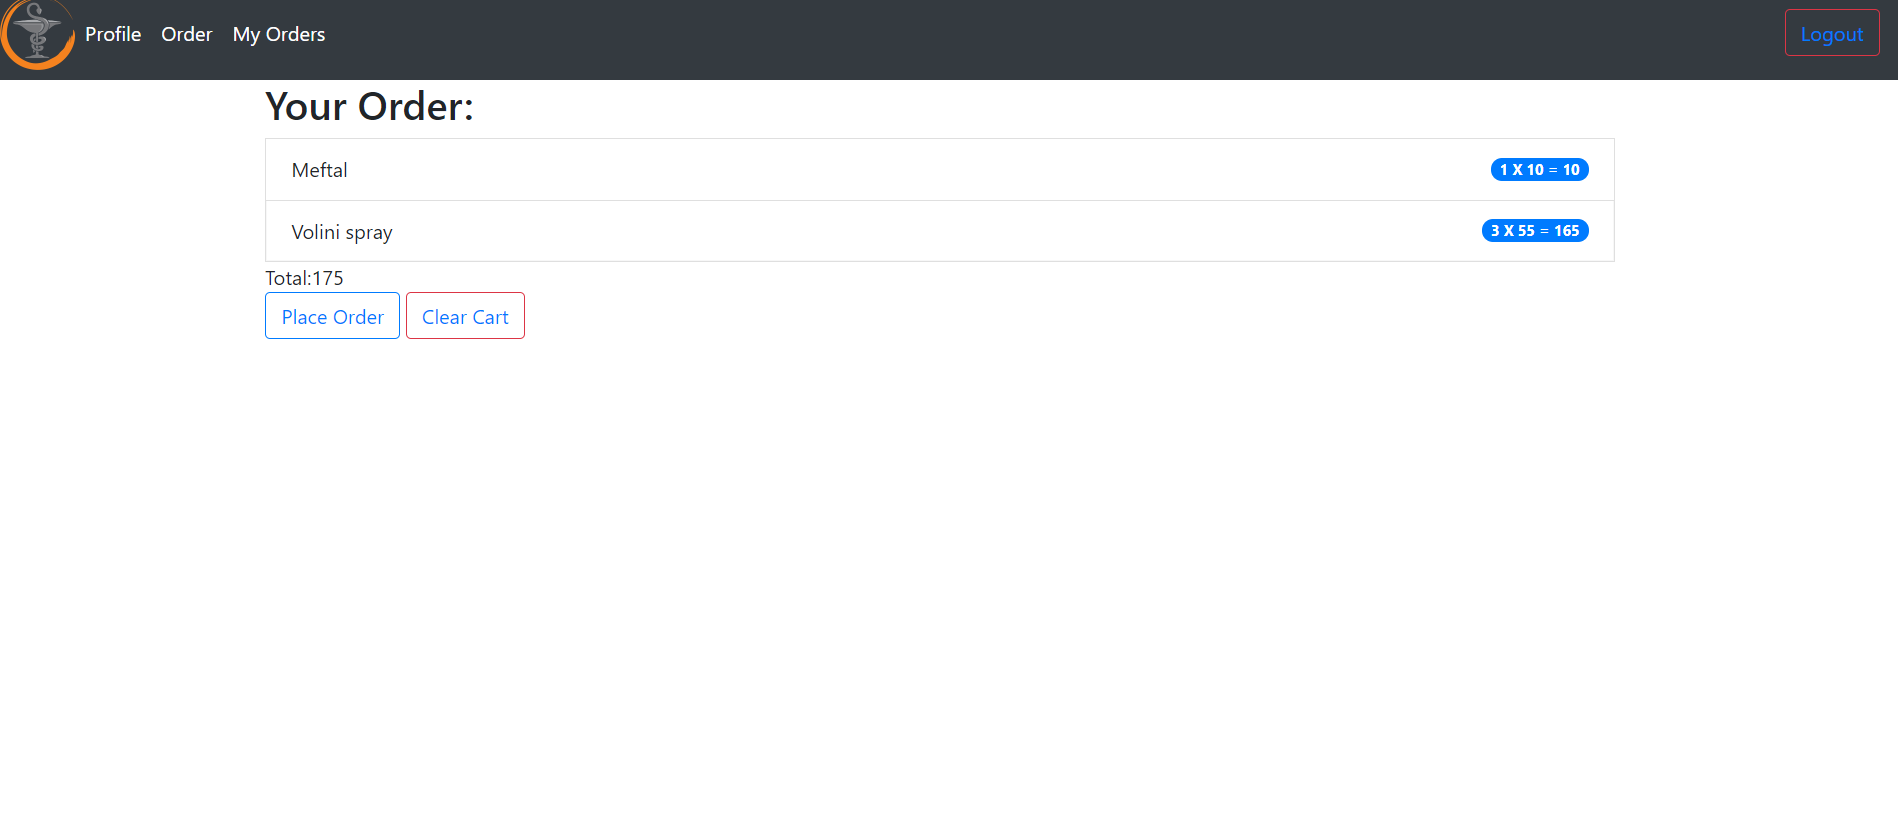 Profile Order My Orders Logout
Your Order:
Meftal 1 X 10 = 10
Volini spray 3 X 55 = 165
Total:175
Place Order Clear Cart